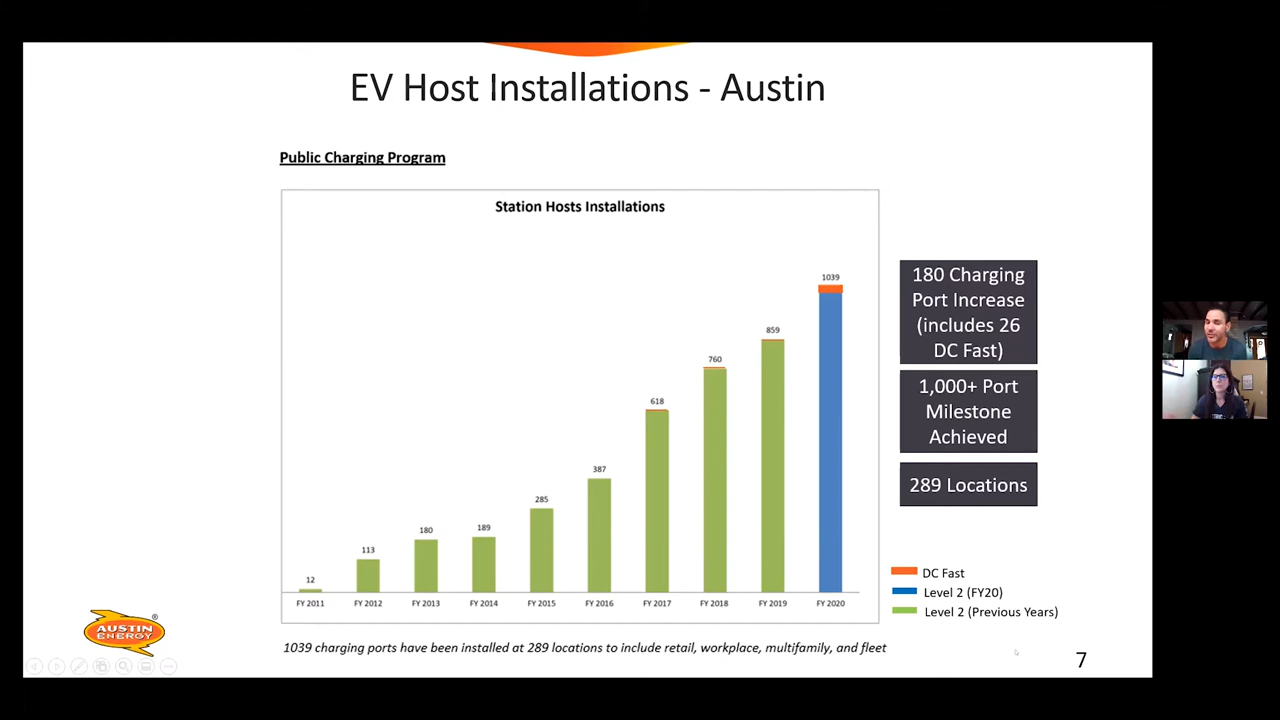 EV Host Installations - Austin
Public Charging Program
Station Hosts Installations
12
113
180
189
285
387
618
760
859
1039
FY 2011
FY 2012
FY 2013
FY 2014
FY 2015
FY 2016
FY 2017
FY 2018
FY 2019
FY 2020
180 Charging
Port Increase
(includes 26
DC Fast)
1,000+ Port
Milestone
Achieved
289 Locations
DC Fast
Level 2 (FY20)
Level 2 (Previous Years)
AUSTIN
ENERGY
®
1039 charging ports have been installed at 289 locations to include retail, workplace, multifamily, and fleet
7